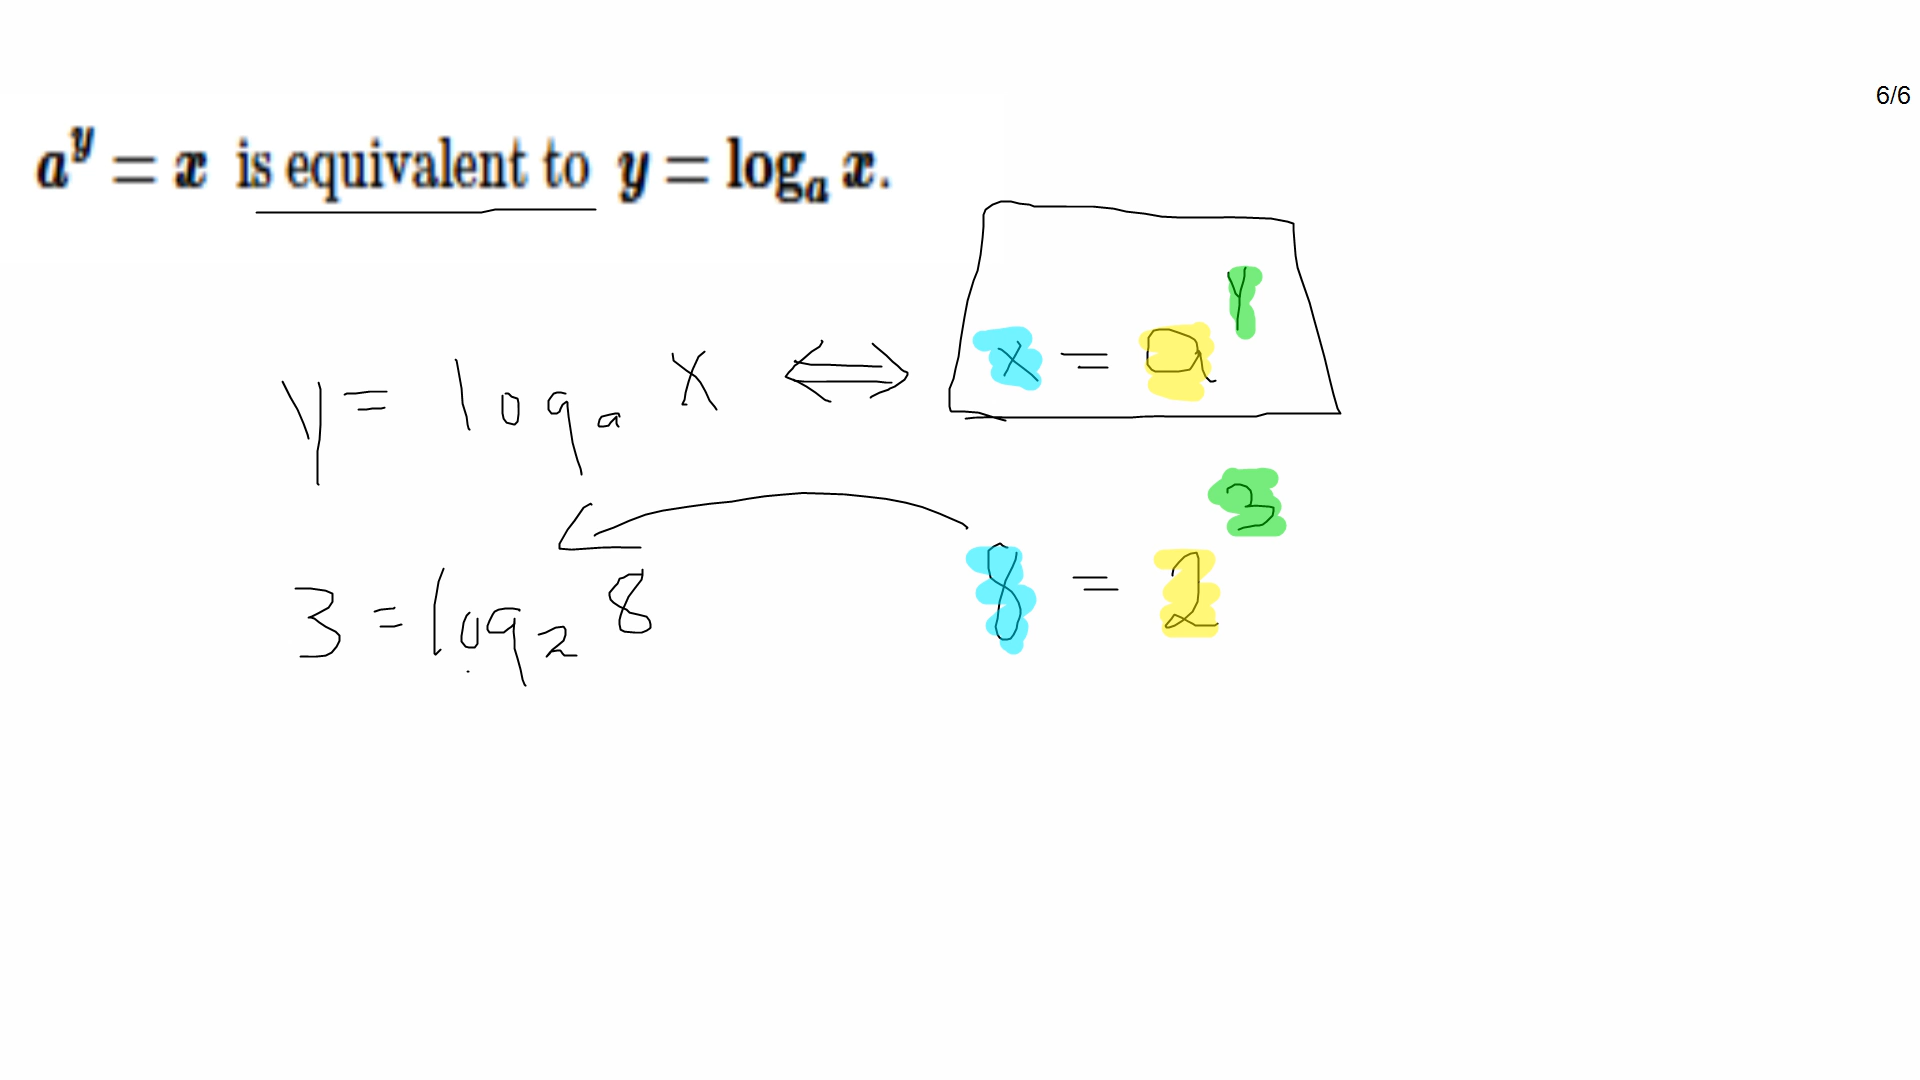 6/6
a^y = x is equivalent to y = log_a x.
y = log_a x ⟺ x = a^y
3 = log_2 8 8 = 2^3